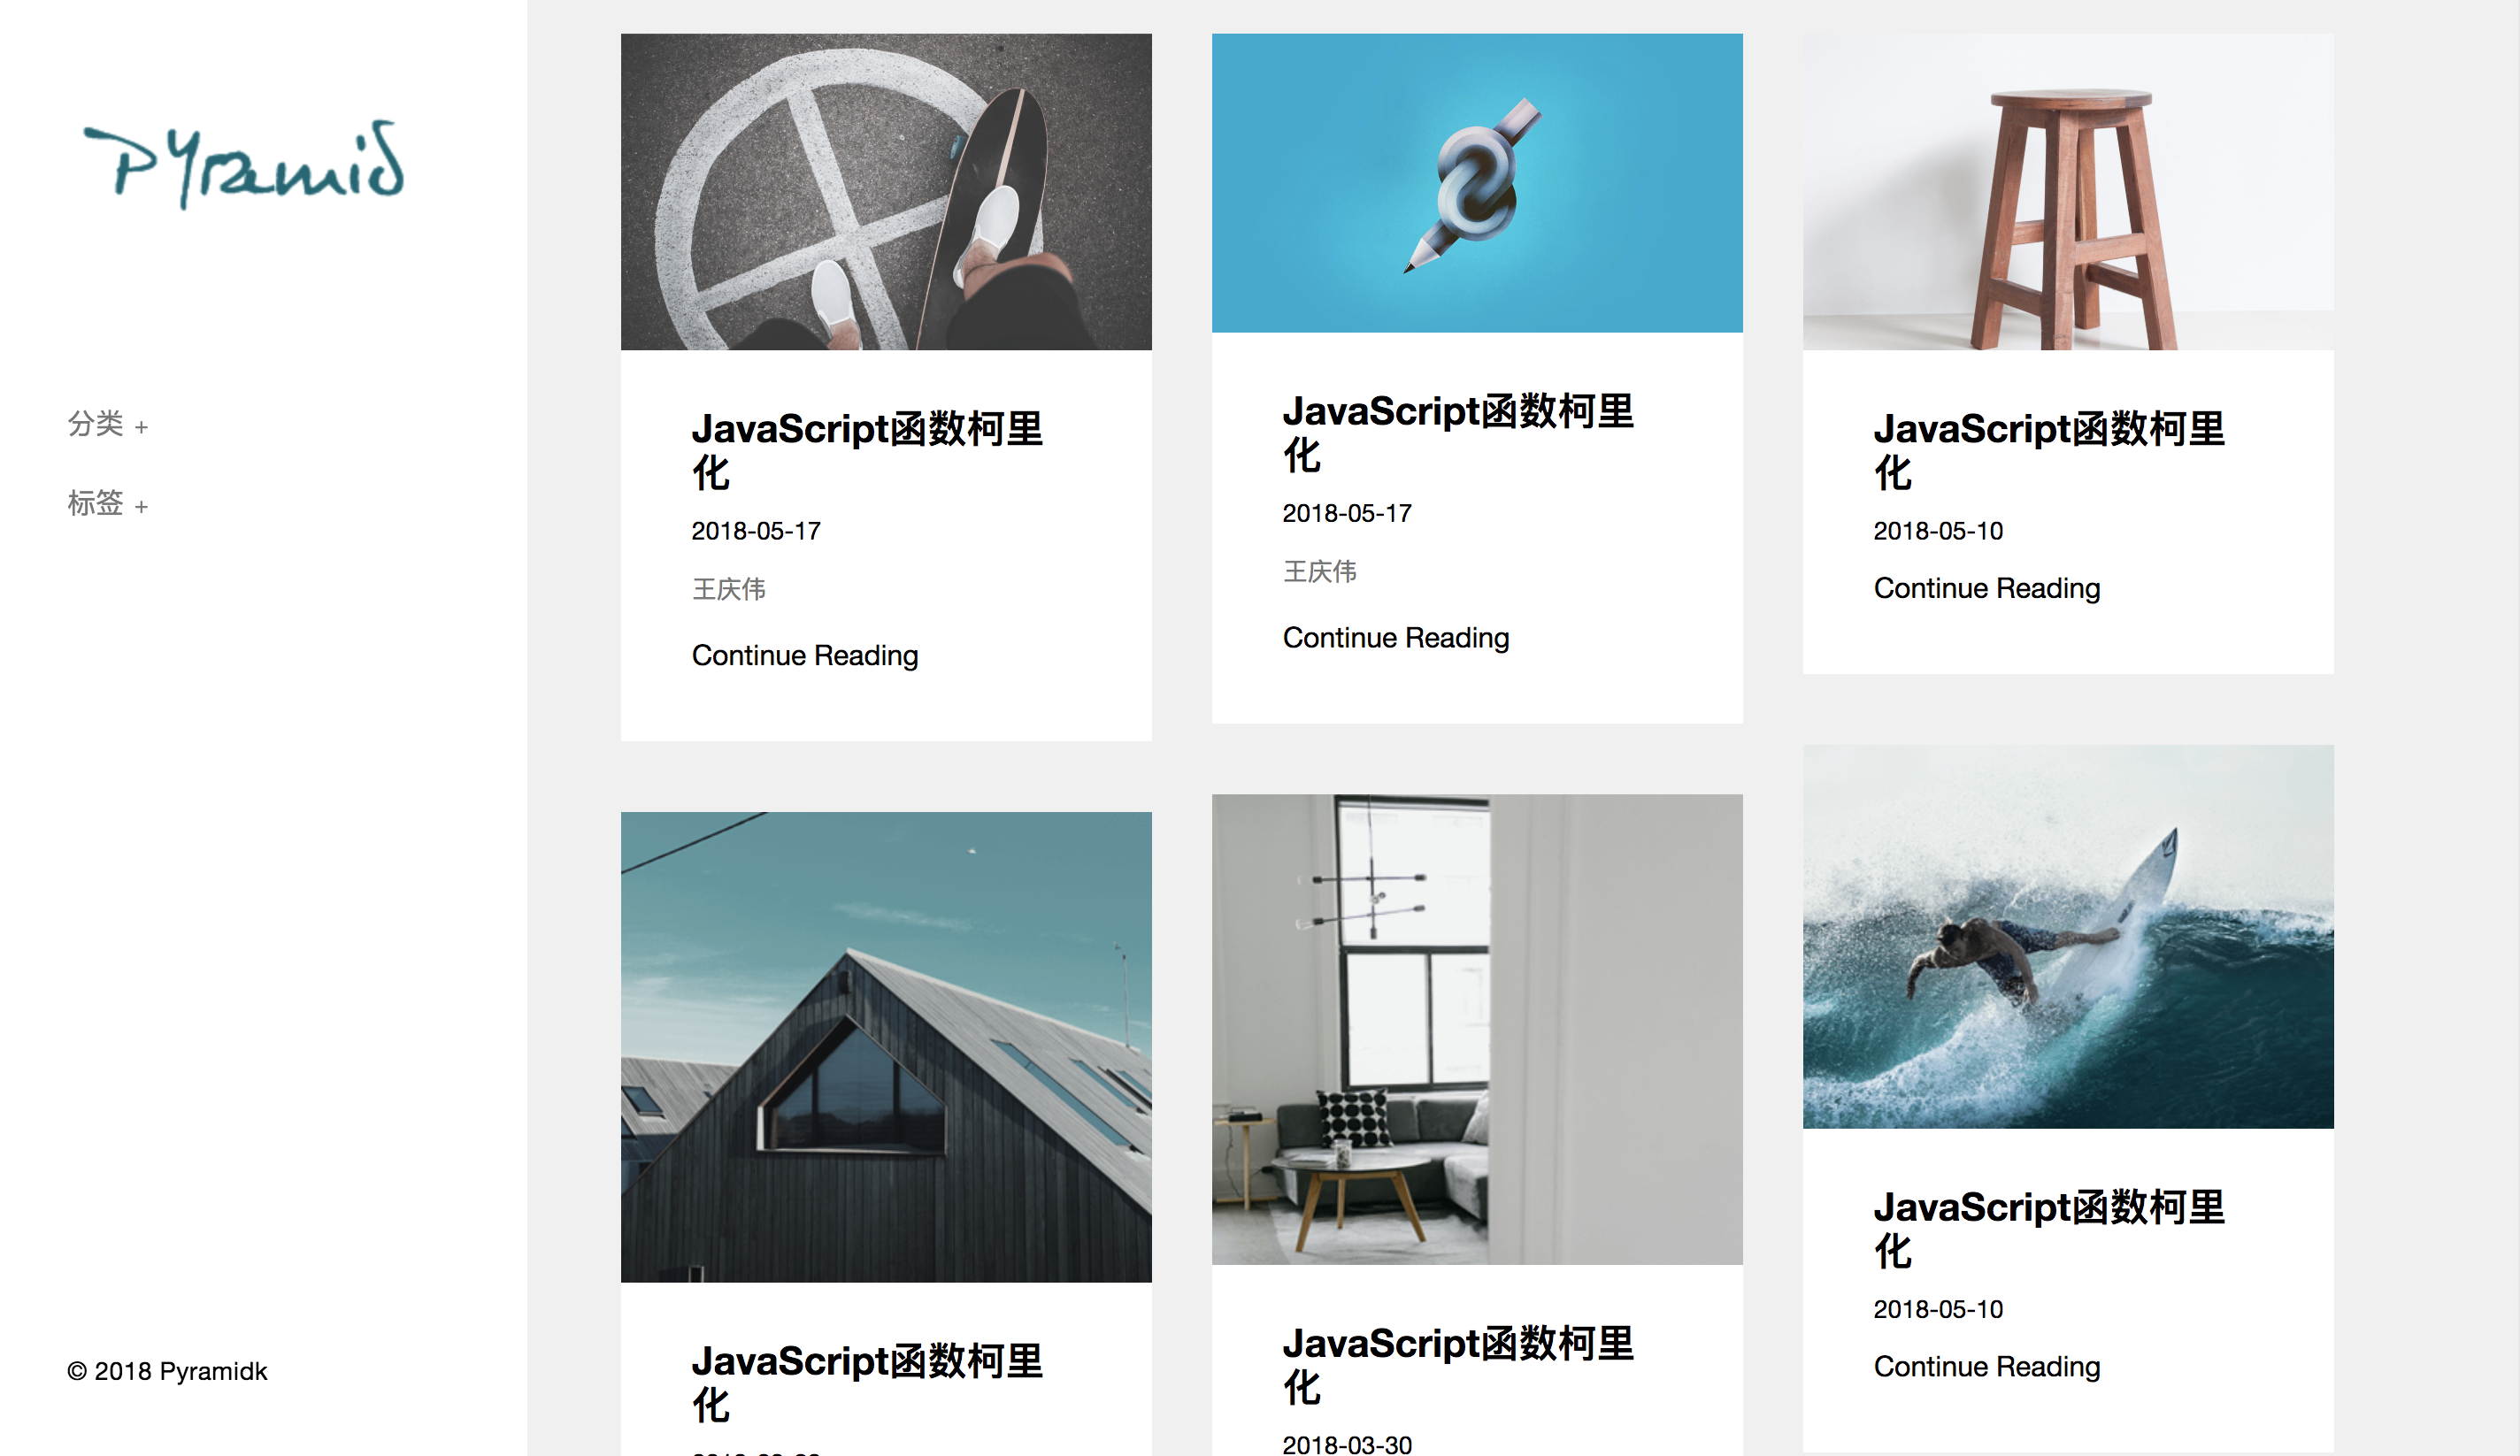 Pyramid
分类 +
标签 +
© 2018 Pyramidk
JavaScript函数柯里
化
2018-05-17
王庆伟
Continue Reading
JavaScript函数柯里
化
2018-05-17
王庆伟
Continue Reading
JavaScript函数柯里
化
2018-05-10
Continue Reading
JavaScript函数柯里
化
JavaScript函数柯里
化
2018-03-30
JavaScript函数柯里
化
2018-05-10
Continue Reading